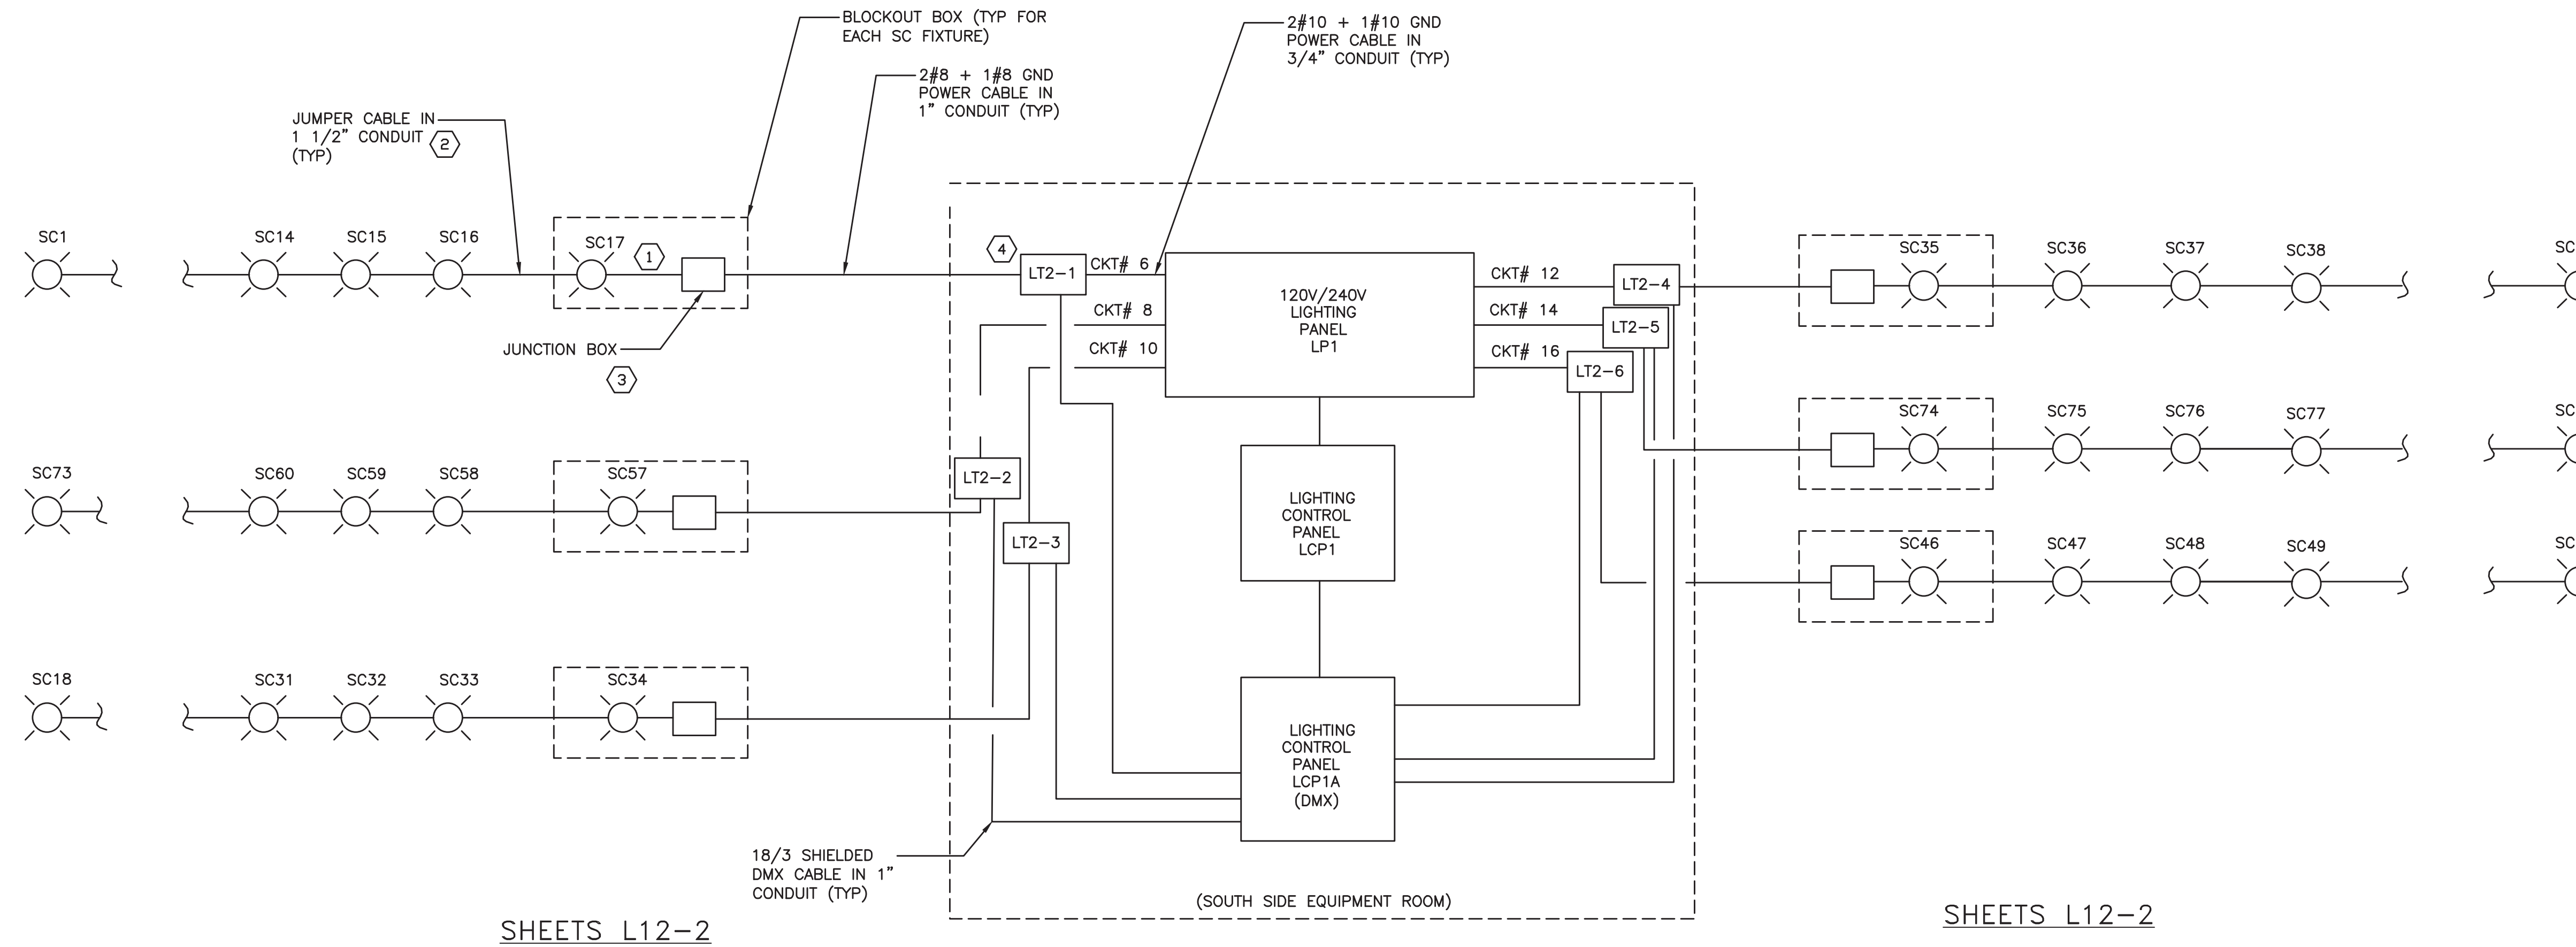 BLOCKOUT BOX (TYP FOR
EACH SC FIXTURE)
2#10 + 1#10 GND
POWER CABLE IN
3/4" CONDUIT (TYP)
2#8 + 1#8 GND
POWER CABLE IN
1" CONDUIT (TYP)
JUMPER CABLE IN
1 1/2" CONDUIT
(TYP)
2
SC1
SC14
SC15
SC16
SC17
1
4
LT2-1
CKT# 6
CKT# 8
CKT# 10
120V/240V
LIGHTING
PANEL
LP1
CKT# 12
CKT# 14
CKT# 16
LT2-4
LT2-5
LT2-6
SC35
SC36
SC37
SC38
SC
JUNCTION BOX
3
SC73
SC60
SC59
SC58
SC57
LT2-2
LT2-3
LIGHTING
CONTROL
PANEL
LCP1
SC74
SC75
SC76
SC77
SC
SC46
SC47
SC48
SC49
SC
SC18
SC31
SC32
SC33
SC34
LIGHTING
CONTROL
PANEL
LCP1A
(DMX)
18/3 SHIELDED
DMX CABLE IN 1"
CONDUIT (TYP)
(SOUTH SIDE EQUIPMENT ROOM)
SHEETS L12-2
SHEETS L12-2